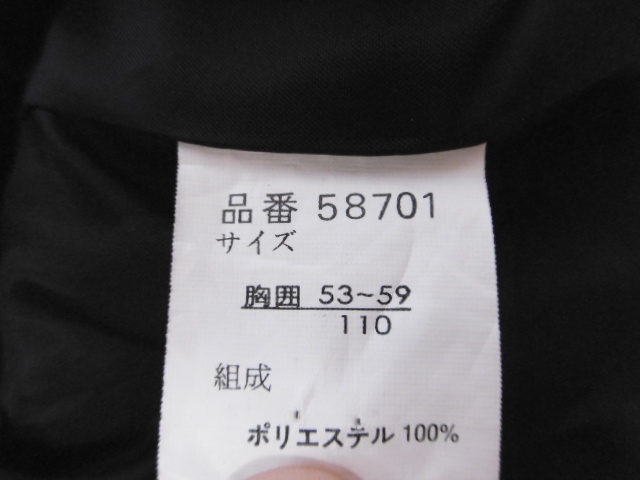 品番 58701
サイズ
胸囲 53~59
110
組成
ポリエステル 100%